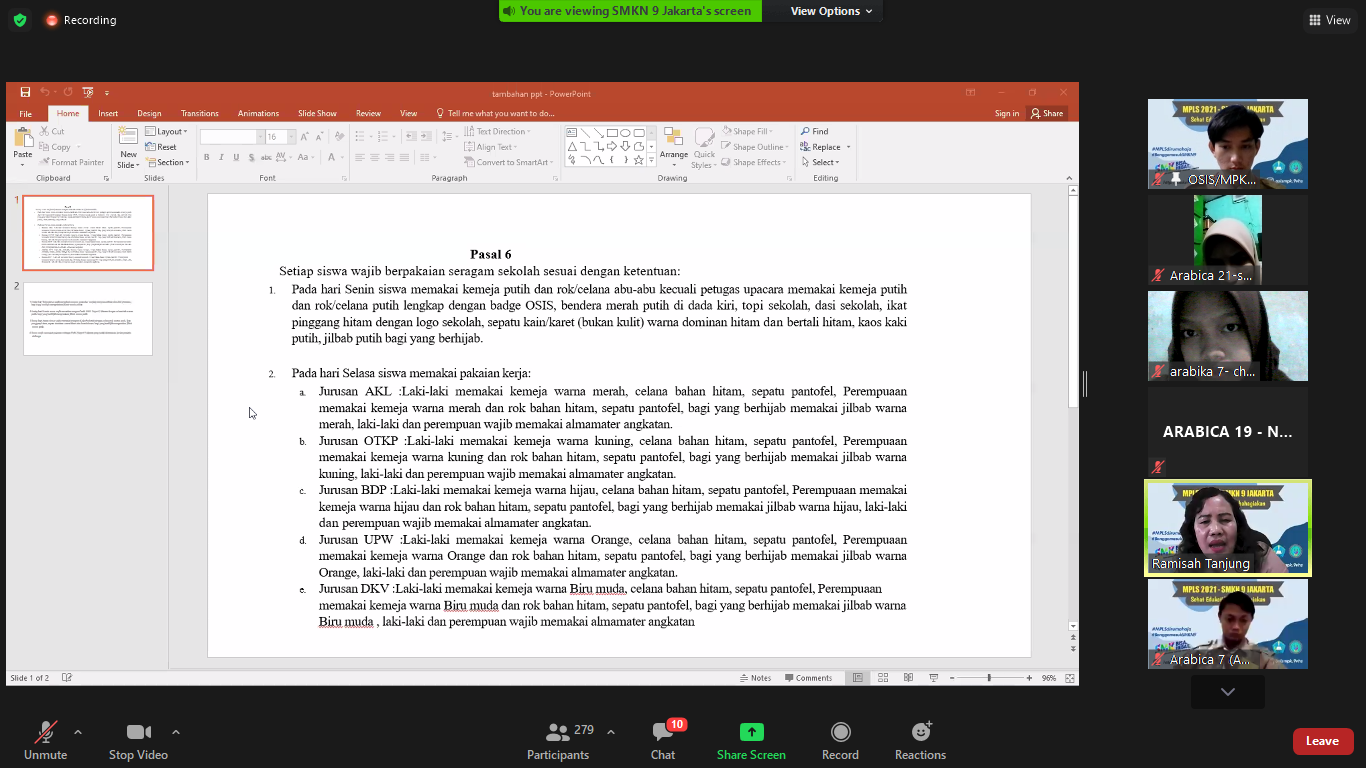 Recording
You are viewing SMKN 9 Jakarta's screen
View Options
View
tambahan ppt - PowerPoint
File
Home
Insert
Design
Transitions
Animations
Slide Show
Review
View
Tell me what you want to do...
Sign in
Share
Paste
Cut
Copy
Format Painter
Clipboard
New Slide
Layout
Reset
Section
Slides
16
Font
Text Direction
Align Text
Convert to SmartArt
Paragraph
Arrange
Quick Styles
Shape Fill
Shape Outline
Shape Effects
Drawing
Find
Replace
Select
Editing
1
2
Pasal 6
Setiap siswa wajib berpakaian seragam sekolah sesuai dengan ketentuan:
1. Pada hari Senin siswa memakai kemeja putih dan rok/celana abu-abu kecuali petugas upacara memakai kemeja putih
dan rok/celana putih lengkap dengan badge OSIS, bendera merah putih di dada kiri, topi sekolah, dasi sekolah, ikat
pinggang hitam dengan logo sekolah, sepatu kain/karet (bukan kulit) warna dominan hitam dan bertali hitam, kaos kaki
putih, jilbab putih bagi yang berhijab.
2. Pada hari Selasa siswa memakai pakaian kerja:
a. Jurusan AKL :Laki-laki memakai kemeja warna merah, celana bahan hitam, sepatu pantofel, Perempuaan
memakai kemeja warna merah dan rok bahan hitam, sepatu pantofel, bagi yang berhijab memakai jilbab warna
merah, laki-laki dan perempuan wajib memakai almamater angkatan.
b. Jurusan OTKP :Laki-laki memakai kemeja warna kuning, celana bahan hitam, sepatu pantofel, Perempuaan
memakai kemeja warna kuning dan rok bahan hitam, sepatu pantofel, bagi yang berhijab memakai jilbab warna
kuning, laki-laki dan perempuan wajib memakai almamater angkatan.
c. Jurusan BDP :Laki-laki memakai kemeja warna hijau, celana bahan hitam, sepatu pantofel, Perempuaan memakai
kemeja warna hijau dan rok bahan hitam, sepatu pantofel, bagi yang berhijab memakai jilbab warna hijau, laki-laki
dan perempuan wajib memakai almamater angkatan.
d. Jurusan UPW :Laki-laki memakai kemeja warna Orange, celana bahan hitam, sepatu pantofel, Perempuaan
memakai kemeja warna Orange dan rok bahan hitam, sepatu pantofel, bagi yang berhijab memakai jilbab warna
Orange, laki-laki dan perempuan wajib memakai almamater angkatan.
e. Jurusan DKV :Laki-laki memakai kemeja warna Biru muda, celana bahan hitam, sepatu pantofel, Perempuaan
memakai kemeja warna Biru muda dan rok bahan hitam, sepatu pantofel, bagi yang berhijab memakai jilbab warna
Biru muda , laki-laki dan perempuan wajib memakai almamater angkatan
Slide 1 of 2
Notes
Comments
96%
MPLS 2021 - SMKN 9 JAKARTA
OSIS/MPK...
Arabica 21-s...
arabika 7- ch...
ARABICA 19 - N...
Ramisah Tanjung
Arabica 7 (A...
Unmute
Stop Video
Participants
279
Chat
10
Share Screen
Record
Reactions
Leave